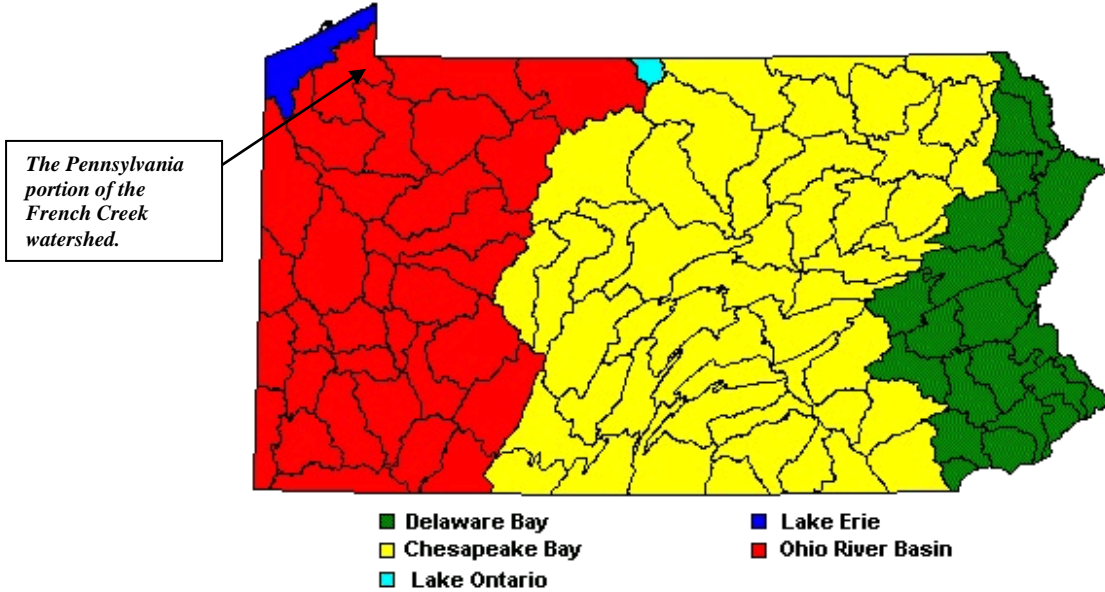 The Pennsylvania
portion of the
French Creek
watershed.
Delaware Bay
Lake Erie
Chesapeake Bay
Ohio River Basin
Lake Ontario